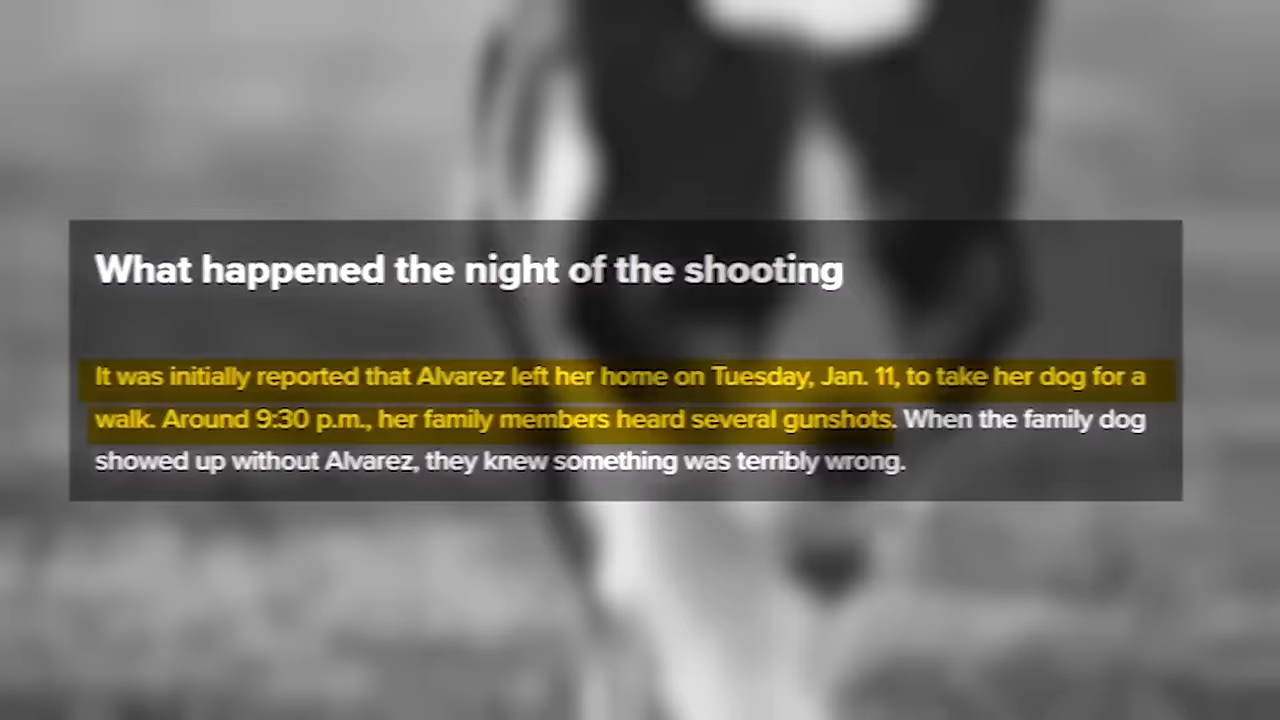 What happened the night of the shooting
It was initially reported that Alvarez left her home on Tuesday, Jan. 11, to take her dog for a
walk. Around 9:30 p.m., her family members heard several gunshots. When the family dog
showed up without Alvarez, they knew something was terribly wrong.